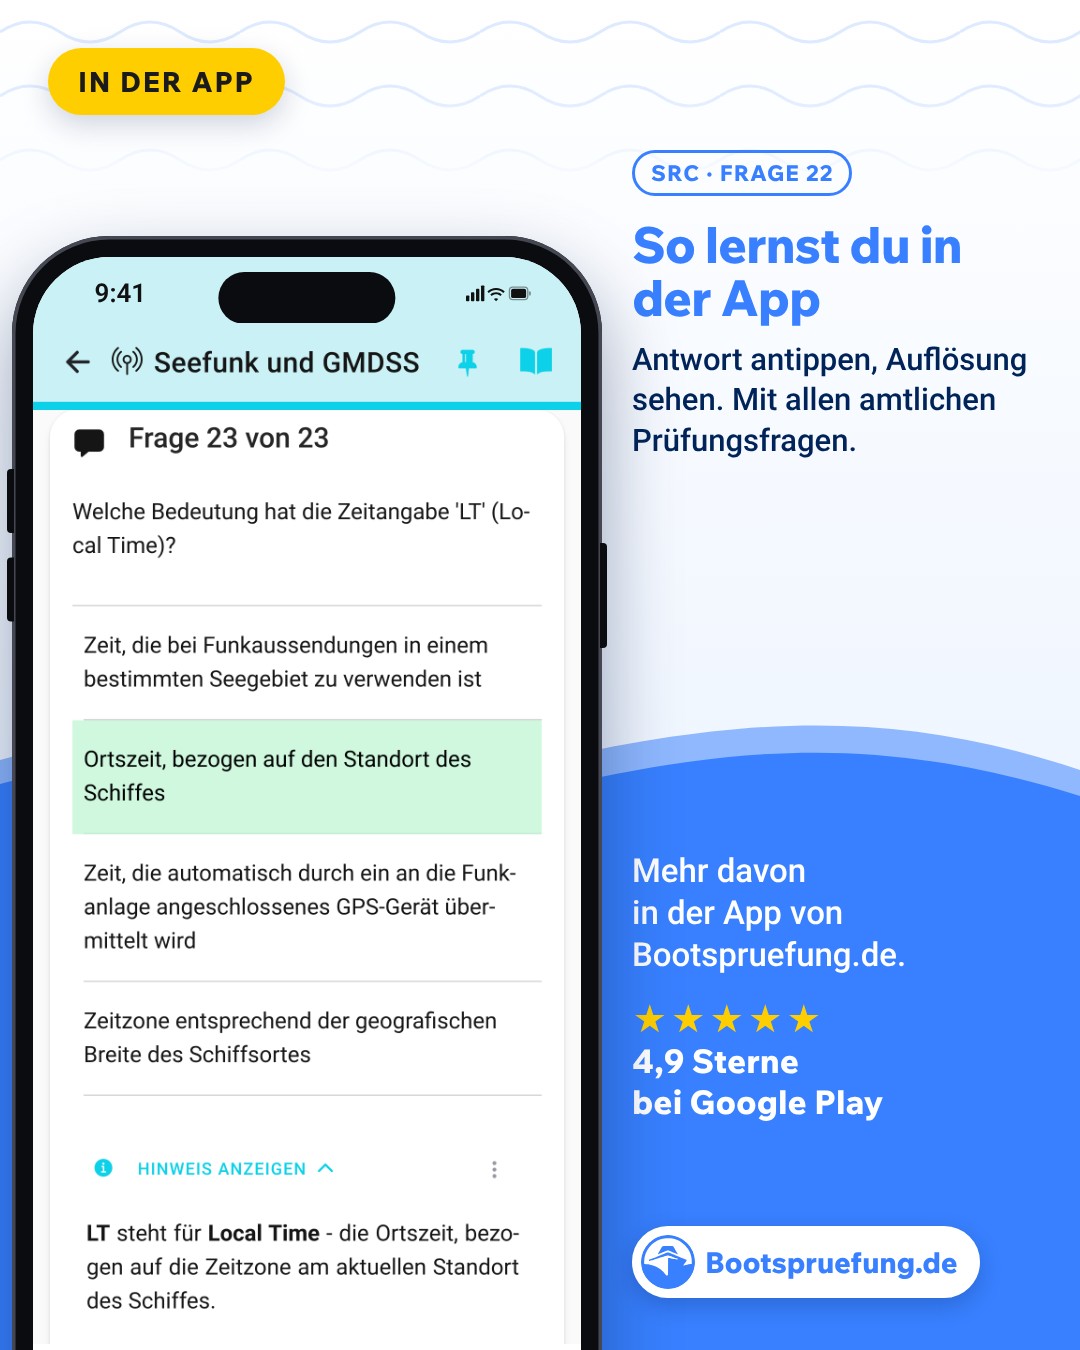 IN DER APP
SRC · FRAGE 22
So lernst du in
der App
Antwort antippen, Auflösung
sehen. Mit allen amtlichen
Prüfungsfragen.
9:41
Seefunk und GMDSS
Frage 23 von 23
Welche Bedeutung hat die Zeitangabe 'LT' (Lo-
cal Time)?
Zeit, die bei Funkaussendungen in einem
bestimmten Seegebiet zu verwenden ist
Ortszeit, bezogen auf den Standort des
Schiffes
Zeit, die automatisch durch ein an die Funk-
anlage angeschlossenes GPS-Gerät über-
mittelt wird
Zeitzone entsprechend der geografischen
Breite des Schiffsortes
HINWEIS ANZEIGEN
LT steht für Local Time - die Ortszeit, bezo-
gen auf die Zeitzone am aktuellen Standort
des Schiffes.
Mehr davon
in der App von
Bootspruefung.de.
4,9 Sterne
bei Google Play
Bootspruefung.de